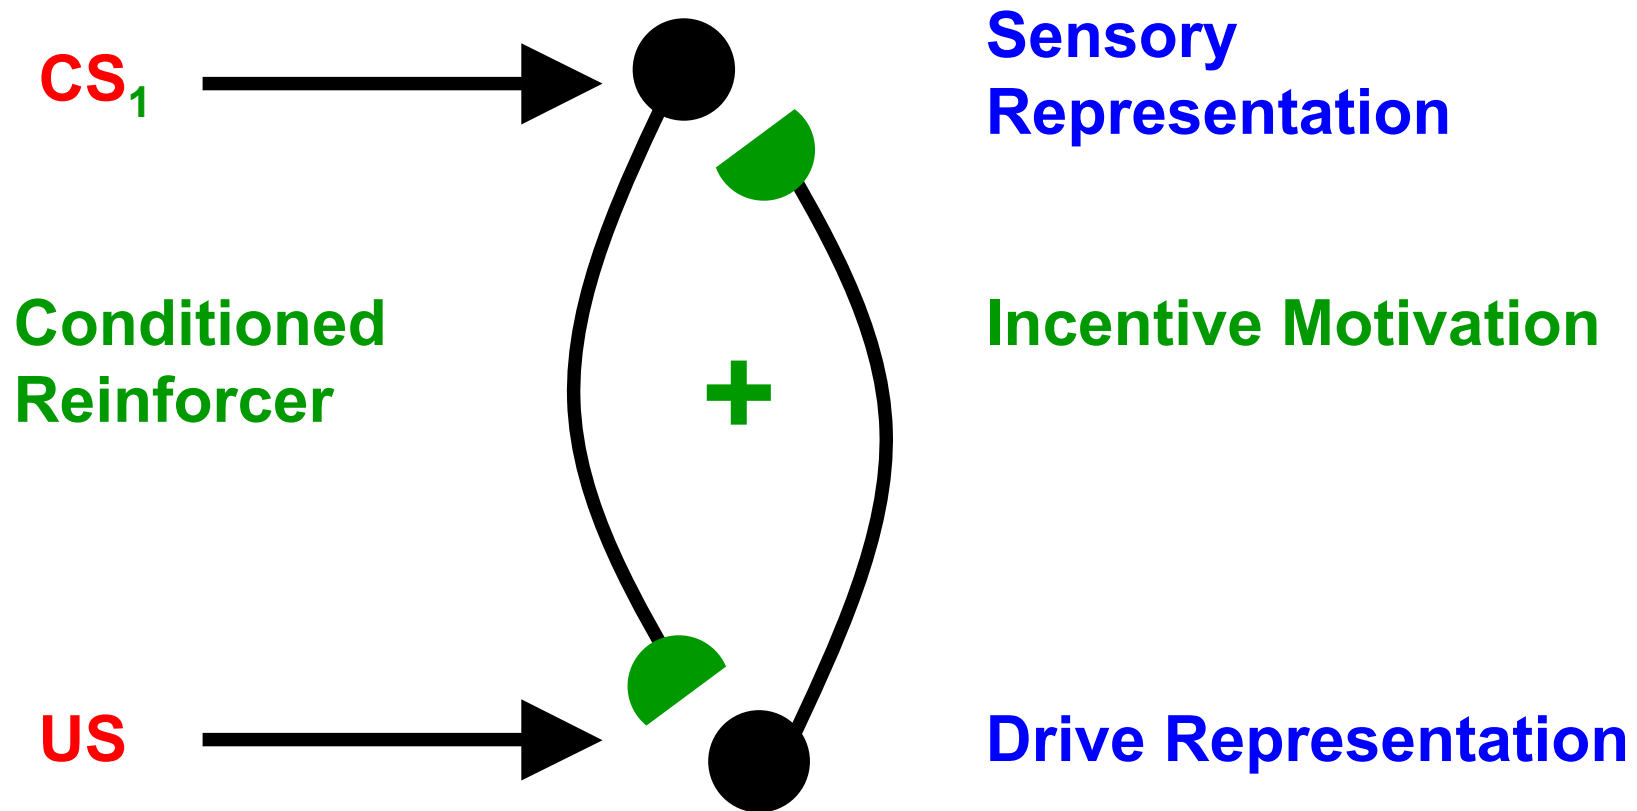 CS₁
Sensory
Representation
Conditioned
Reinforcer
+
Incentive Motivation
US
Drive Representation